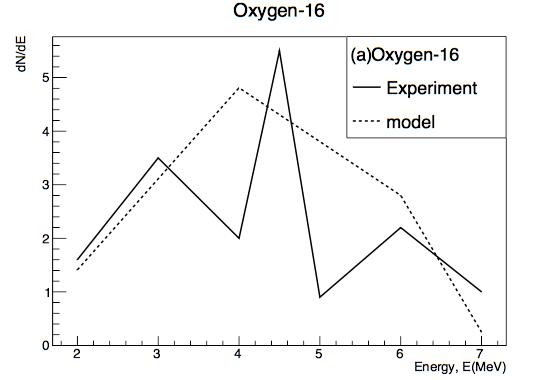 Oxygen-16
dN/dE
(a)Oxygen-16
Experiment
model
5
4
3
2
1
0
2 3 4 5 6 7
Energy, E(MeV)